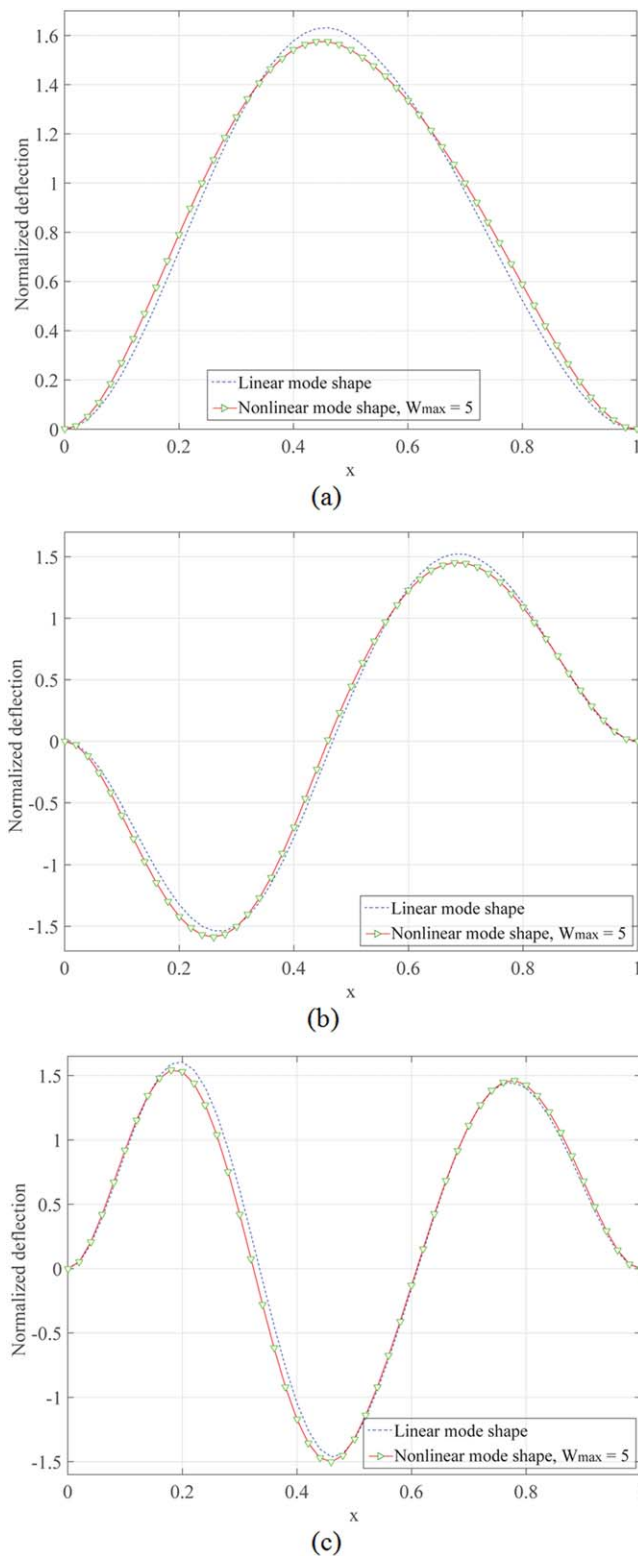 1.6
1.4
1.2
1
0.8
0.6
0.4
0.2
0
Normalized deflection
Linear mode shape
Nonlinear mode shape, Wmax = 5
0 0.2 0.4 0.6 0.8 1
x
(a)
1.5
1
0.5
0
-0.5
-1
-1.5
Normalized deflection
Linear mode shape
Nonlinear mode shape, Wmax = 5
0 0.2 0.4 0.6 0.8 1
x
(b)
1.5
1
0.5
0
-0.5
-1
-1.5
Normalized deflection
Linear mode shape
Nonlinear mode shape, Wmax = 5
0 0.2 0.4 0.6 0.8 1
x
(c)